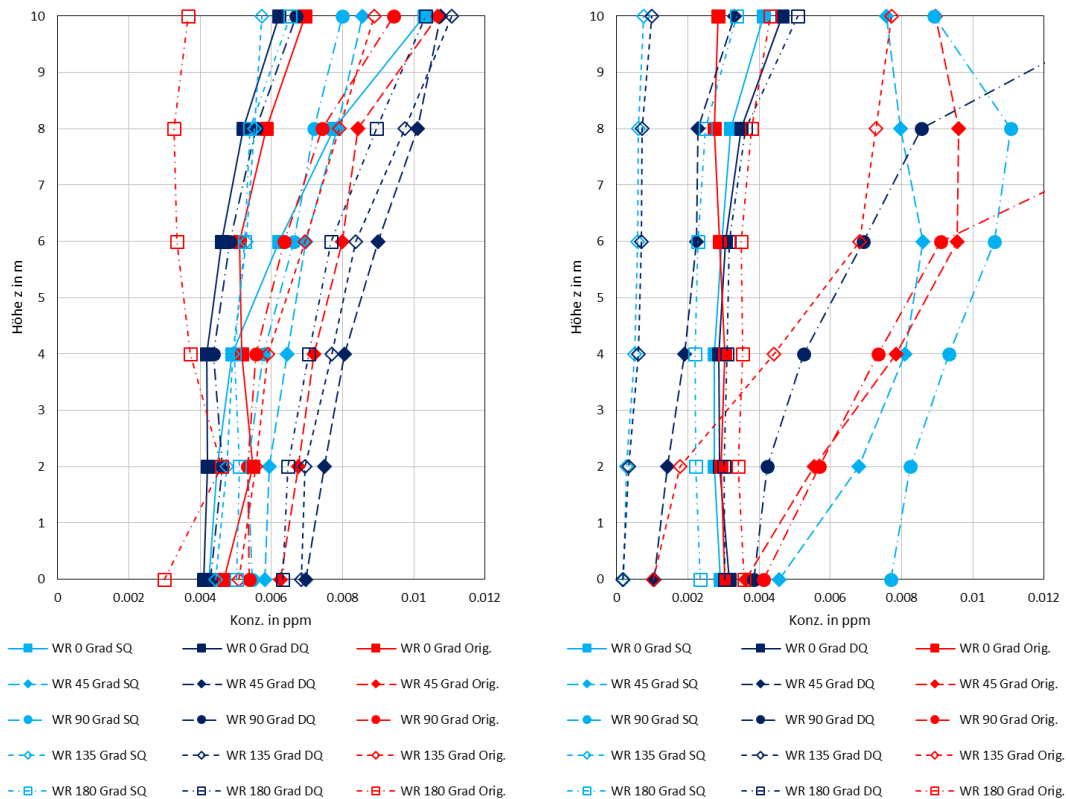 10
9
8
7
6
5
4
3
2
1
0
Höhe z in m
0 0.002 0.004 0.006 0.008 0.01 0.012
Konz. in ppm
WR 0 Grad SQ WR 0 Grad DQ WR 0 Grad Orig.
WR 45 Grad SQ WR 45 Grad DQ WR 45 Grad Orig.
WR 90 Grad SQ WR 90 Grad DQ WR 90 Grad Orig.
WR 135 Grad SQ WR 135 Grad DQ WR 135 Grad Orig.
WR 180 Grad SQ WR 180 Grad DQ WR 180 Grad Orig.
10
9
8
7
6
5
4
3
2
1
0
Höhe z in m
0 0.002 0.004 0.006 0.008 0.01 0.012
Konz. in ppm
WR 0 Grad SQ WR 0 Grad DQ WR 0 Grad Orig.
WR 45 Grad SQ WR 45 Grad DQ WR 45 Grad Orig.
WR 90 Grad SQ WR 90 Grad DQ WR 90 Grad Orig.
WR 135 Grad SQ WR 135 Grad DQ WR 135 Grad Orig.
WR 180 Grad SQ WR 180 Grad DQ WR 180 Grad Orig.